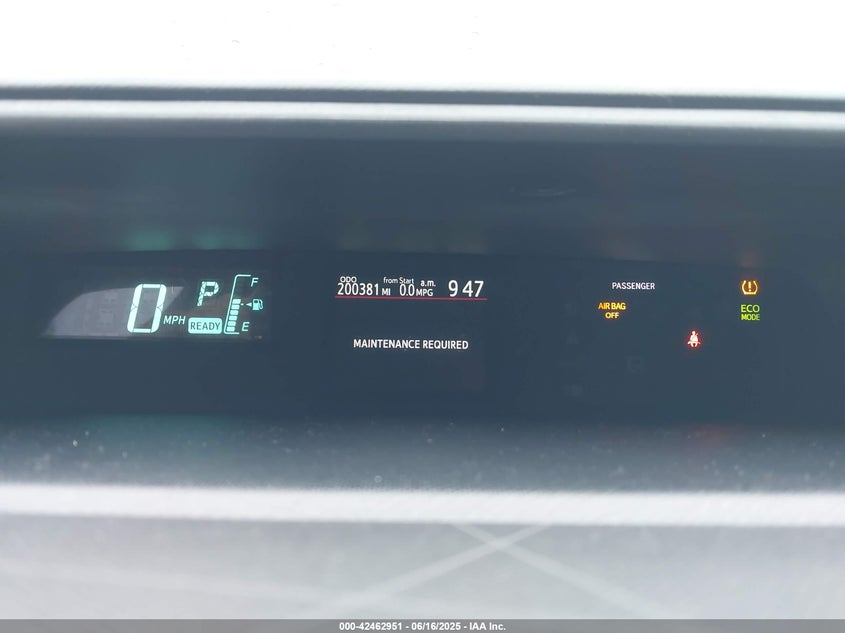 0 MPH
P
READY
F
E
ODO
200381 MI
from Start
0.0 MPG
a.m.
9 47
MAINTENANCE REQUIRED
PASSENGER
AIR BAG
OFF
ECO
MODE
000-42462951 - 06/16/2025 - IAA Inc.